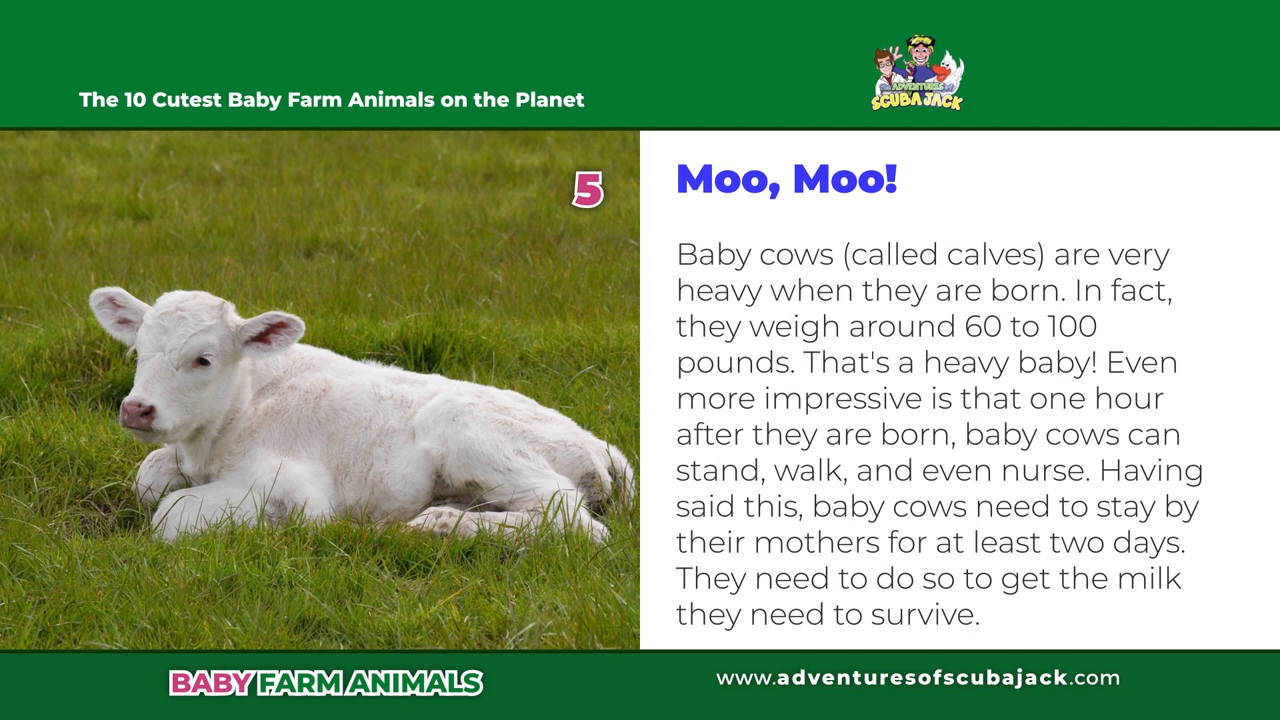 The 10 Cutest Baby Farm Animals on the Planet
THE ADVENTURES OF
SCUBA JACK
5
Moo, Moo!
Baby cows (called calves) are very
heavy when they are born. In fact,
they weigh around 60 to 100
pounds. That's a heavy baby! Even
more impressive is that one hour
after they are born, baby cows can
stand, walk, and even nurse. Having
said this, baby cows need to stay by
their mothers for at least two days.
They need to do so to get the milk
they need to survive.
BABY FARM ANIMALS
www.adventuresofscubajack.com